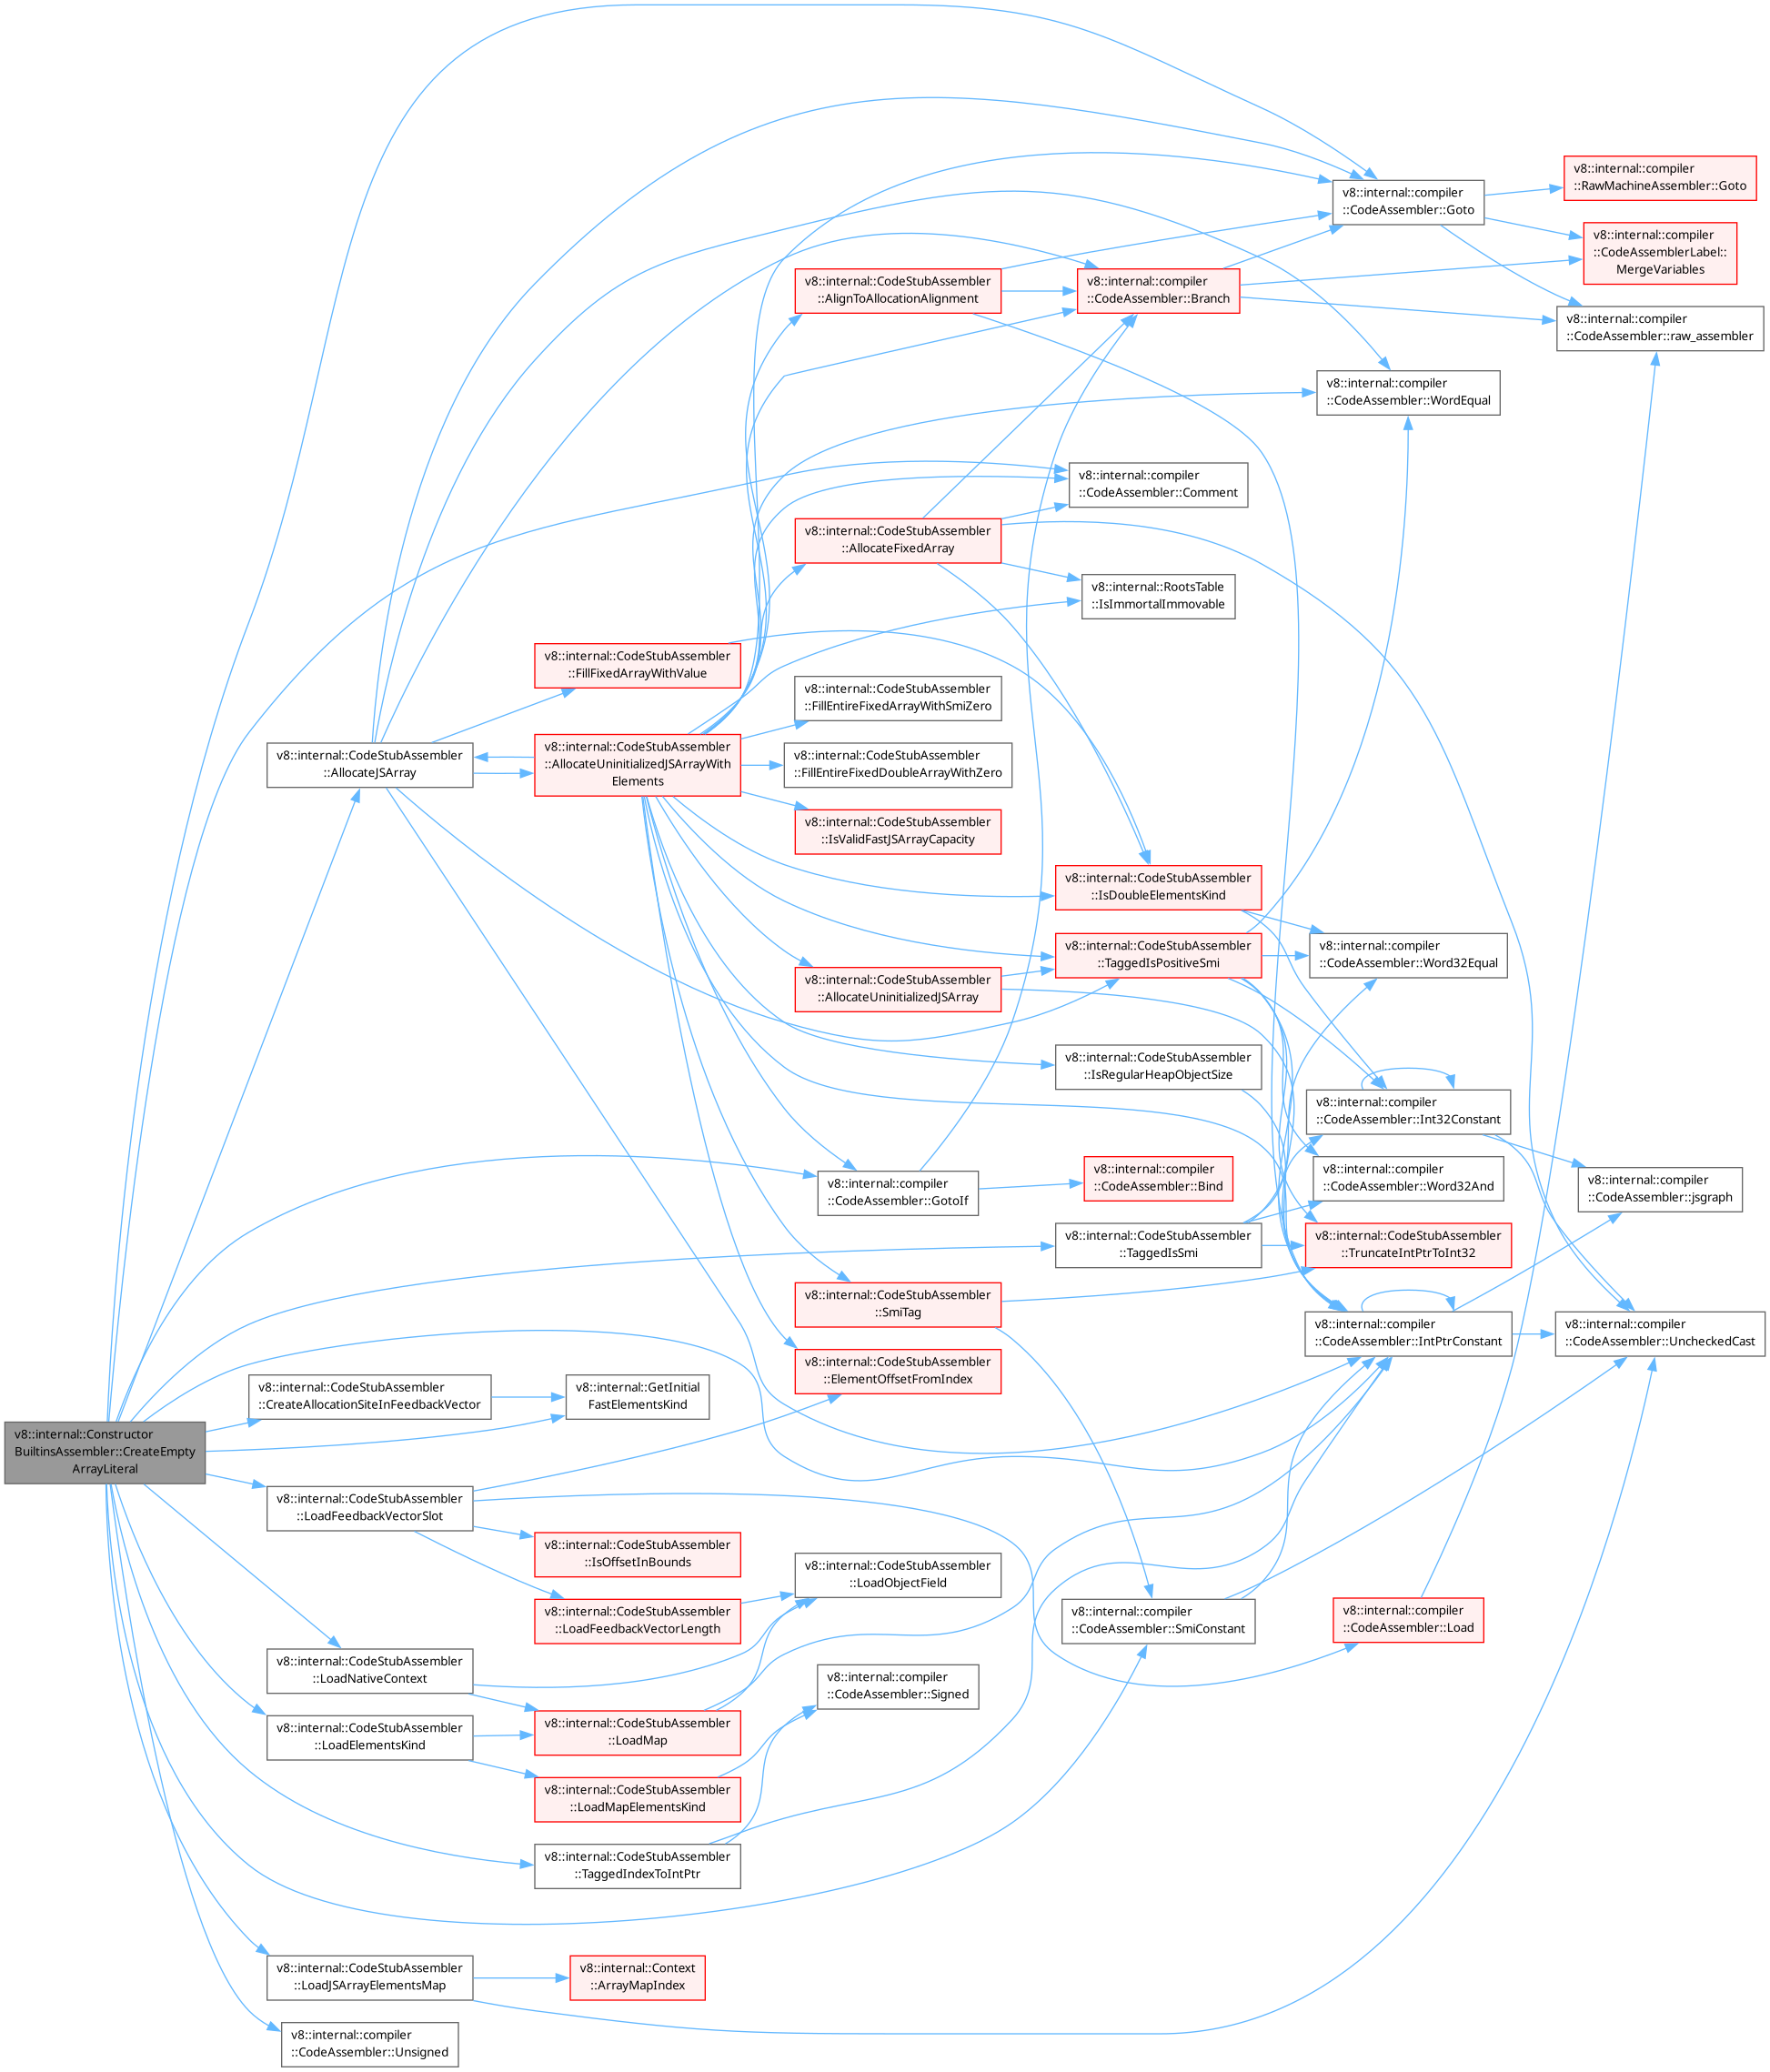 v8::internal::Constructor
BuiltinsAssembler::CreateEmpty
ArrayLiteral
v8::internal::CodeStubAssembler
::AllocateJSArray
v8::internal::CodeStubAssembler
::CreateAllocationSiteInFeedbackVector
v8::internal::CodeStubAssembler
::LoadFeedbackVectorSlot
v8::internal::CodeStubAssembler
::LoadNativeContext
v8::internal::CodeStubAssembler
::LoadElementsKind
v8::internal::CodeStubAssembler
::LoadJSArrayElementsMap
v8::internal::compiler
::CodeAssembler::Unsigned
v8::internal::CodeStubAssembler
::FillFixedArrayWithValue
v8::internal::CodeStubAssembler
::AllocateUninitializedJSArrayWith
Elements
v8::internal::GetInitial
FastElementsKind
v8::internal::CodeStubAssembler
::IsOffsetInBounds
v8::internal::CodeStubAssembler
::LoadFeedbackVectorLength
v8::internal::CodeStubAssembler
::LoadMap
v8::internal::CodeStubAssembler
::LoadMapElementsKind
v8::internal::CodeStubAssembler
::TaggedIndexToIntPtr
v8::internal::Context
::ArrayMapIndex
v8::internal::CodeStubAssembler
::AlignToAllocationAlignment
v8::internal::CodeStubAssembler
::AllocateFixedArray
v8::internal::CodeStubAssembler
::FillEntireFixedArrayWithSmiZero
v8::internal::CodeStubAssembler
::FillEntireFixedDoubleArrayWithZero
v8::internal::CodeStubAssembler
::IsValidFastJSArrayCapacity
v8::internal::CodeStubAssembler
::AllocateUninitializedJSArray
v8::internal::compiler
::CodeAssembler::GotoIf
v8::internal::CodeStubAssembler
::SmiTag
v8::internal::CodeStubAssembler
::ElementOffsetFromIndex
v8::internal::CodeStubAssembler
::LoadObjectField
v8::internal::compiler
::CodeAssembler::Signed
v8::internal::compiler
::CodeAssembler::Branch
v8::internal::compiler
::CodeAssembler::Comment
v8::internal::RootsTable
::IsImmortalImmovable
v8::internal::CodeStubAssembler
::IsDoubleElementsKind
v8::internal::CodeStubAssembler
::TaggedIsPositiveSmi
v8::internal::CodeStubAssembler
::IsRegularHeapObjectSize
v8::internal::compiler
::CodeAssembler::Bind
v8::internal::CodeStubAssembler
::TaggedIsSmi
v8::internal::compiler
::CodeAssembler::SmiConstant
v8::internal::compiler
::CodeAssembler::Goto
v8::internal::compiler
::CodeAssembler::WordEqual
v8::internal::compiler
::CodeAssembler::Word32Equal
v8::internal::compiler
::CodeAssembler::Int32Constant
v8::internal::compiler
::CodeAssembler::Word32And
v8::internal::CodeStubAssembler
::TruncateIntPtrToInt32
v8::internal::compiler
::CodeAssembler::IntPtrConstant
v8::internal::compiler
::CodeAssembler::Load
v8::internal::compiler
::RawMachineAssembler::Goto
v8::internal::compiler
::CodeAssemblerLabel::
MergeVariables
v8::internal::compiler
::CodeAssembler::raw_assembler
v8::internal::compiler
::CodeAssembler::jsgraph
v8::internal::compiler
::CodeAssembler::UncheckedCast